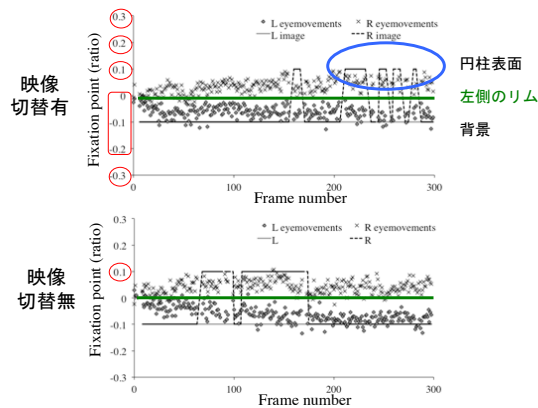 映像
切替有
Fixation point (ratio)
0.3
0.2
0.1
0
-0.1
-0.2
-0.3
0
100
200
300
Frame number
L eyemovements
R eyemovements
L image
R image
円柱表面
左側のリム
背景
映像
切替無
Fixation point (ratio)
0.3
0.2
0.1
0
-0.1
-0.2
-0.3
0
100
200
300
Frame number
L eyemovements
R eyemovements
L
R